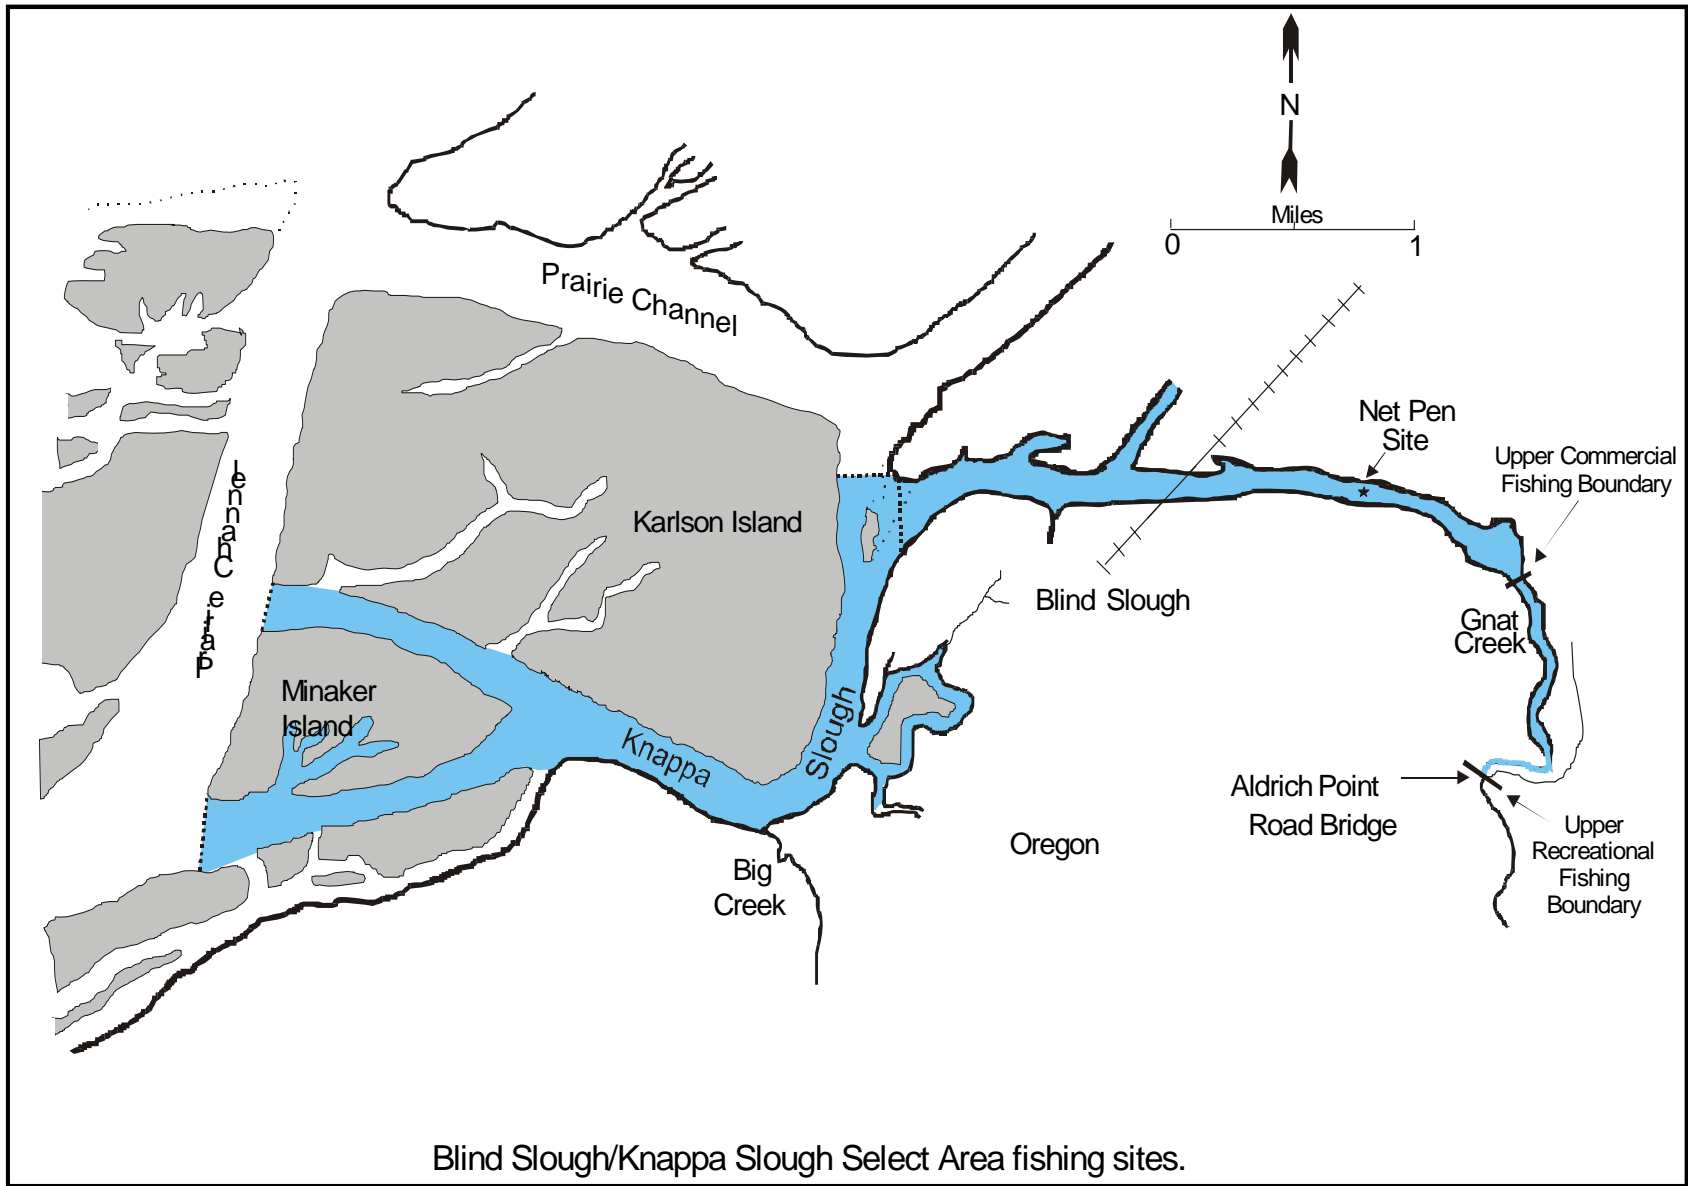 N
Miles
0 1
Prairie Channel
Net Pen
Site
Upper Commercial
Fishing Boundary
Prairie Channel
Karlson Island
Blind Slough
Gnat
Creek
Minaker
Island
Knappa
Slough
Aldrich Point
Road Bridge
Oregon
Upper
Recreational
Fishing
Boundary
Big
Creek
Blind Slough/Knappa Slough Select Area fishing sites.